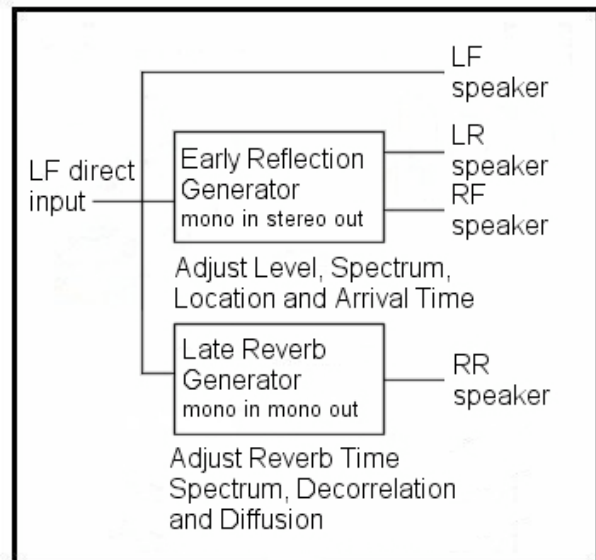 LF
speaker
LF direct
input
Early Reflection
Generator
mono in stereo out
LR
speaker
RF
speaker
Adjust Level, Spectrum,
Location and Arrival Time
Late Reverb
Generator
mono in mono out
RR
speaker
Adjust Reverb Time
Spectrum, Decorrelation
and Diffusion